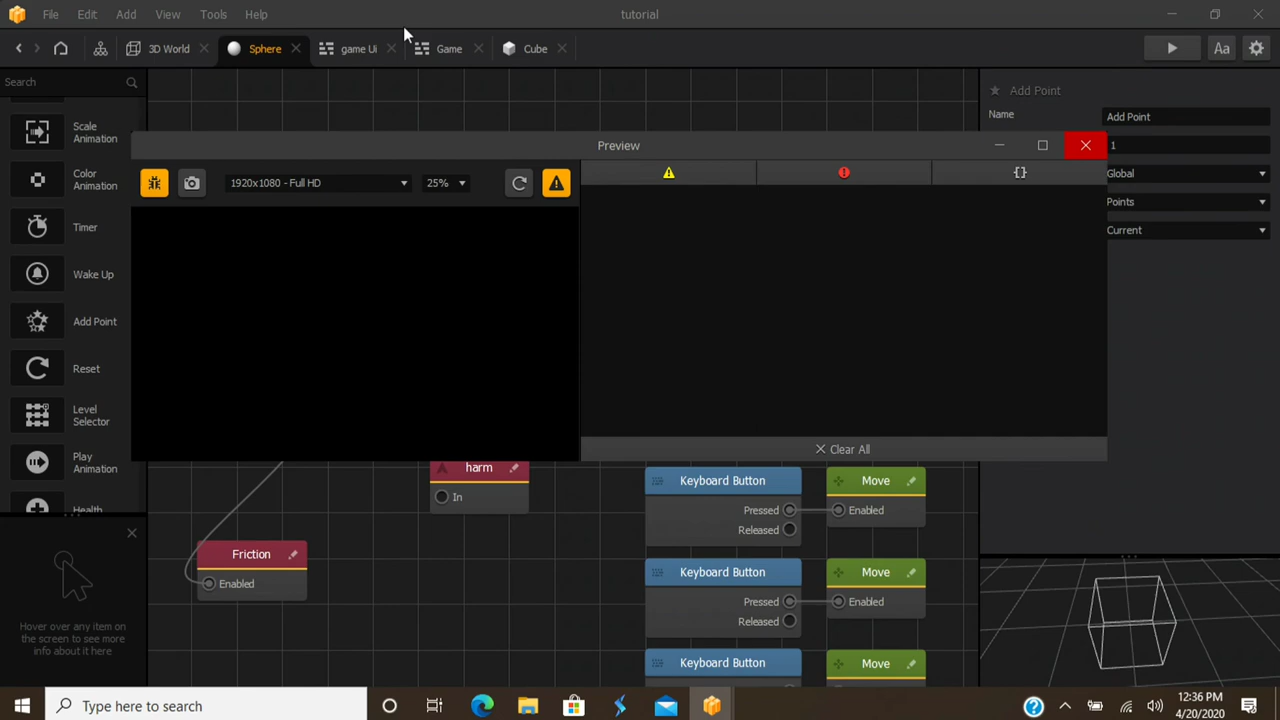 File Edit Add View Tools Help tutorial
3D World Sphere game Ui Game Cube Aa
Search
Scale
Animation
Color
Animation
Timer
Wake Up
Add Point
Reset
Level
Selector
Play
Animation
Health
Hover over any item on
the screen to see more
info about it here
Preview
1920x1080 - Full HD 25%
{}
Clear All
harm
In
Friction
Enabled
Keyboard Button
Pressed
Released
Move
Enabled
Keyboard Button
Pressed
Released
Move
Enabled
Keyboard Button
Move
Add Point
Name Add Point
1
Global
Points
Current
Type here to search
12:36 PM
4/20/2020